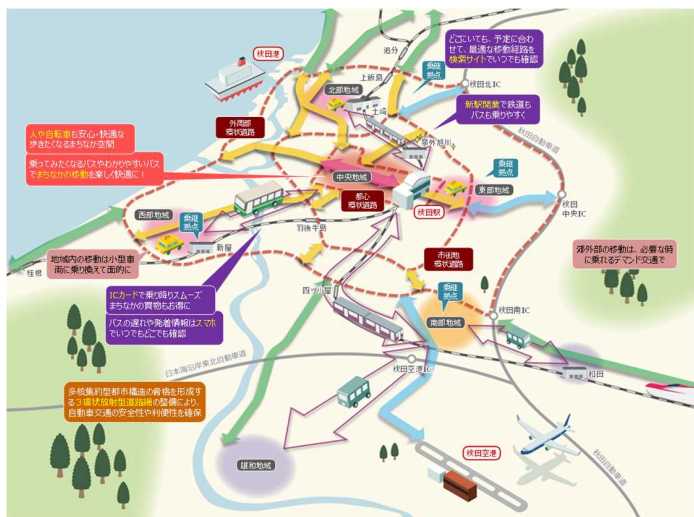 どこにいても、予定に合わ
せて、最適な移動経路を
検索サイトでいつでも確認
追分
秋田港
上飯島
乗継
拠点
秋田北IC
北部地域
土崎
新駅開業で鉄道も
バスも乗りやすく
外周部
環状道路
泉外旭川
秋田自動車道
人や自転車も安心・快適な
歩きたくなるまちなか空間
乗ってみたくなるバスやわかりやすいバス
でまちなかの移動を楽しく快適に！
中央地域
乗継
拠点
東部地域
都心
環状道路
秋田駅
秋田
中央IC
西部地域
乗継
拠点
羽後牛島
新屋
桂根
地域内の移動は小型車
両に乗り換えて面的に
市街地
環状道路
郊外部の移動は、必要な時
に乗れるデマンド交通で
四ツ小屋
乗継
拠点
ICカードで乗り降りスムーズ
まちなかの買物もお得に
バスの遅れや発着情報はスマホ
でいつでもどこでも確認
南部地域
秋田南IC
日本海沿岸東北自動車道
秋田空港IC
和田
多核集約型都市構造の骨格を形成す
る３環状放射型道路網の整備により、
自動車交通の安全性や利便性を確保
雄和地域
秋田空港
秋田自動車道